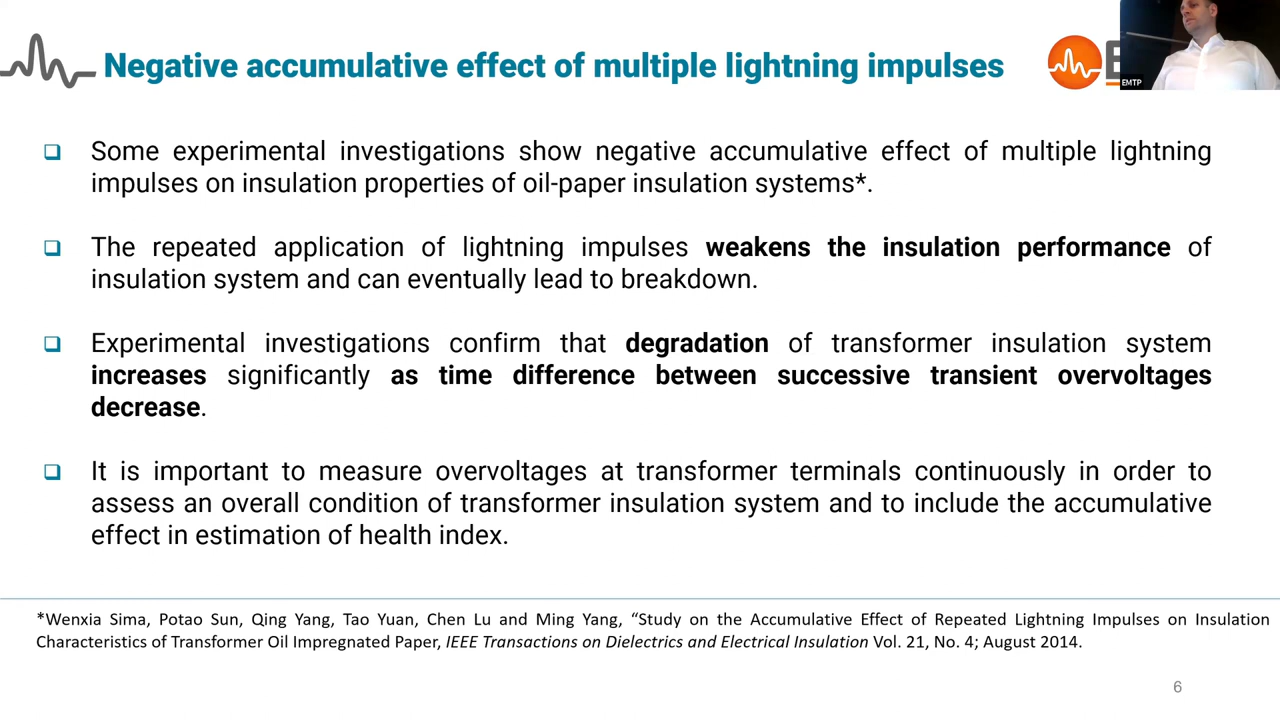 Negative accumulative effect of multiple lightning impulses
E
EMTP
❑ Some experimental investigations show negative accumulative effect of multiple lightning
impulses on insulation properties of oil-paper insulation systems*.
❑ The repeated application of lightning impulses weakens the insulation performance of
insulation system and can eventually lead to breakdown.
❑ Experimental investigations confirm that degradation of transformer insulation system
increases significantly as time difference between successive transient overvoltages
decrease.
❑ It is important to measure overvoltages at transformer terminals continuously in order to
assess an overall condition of transformer insulation system and to include the accumulative
effect in estimation of health index.
*Wenxia Sima, Potao Sun, Qing Yang, Tao Yuan, Chen Lu and Ming Yang, “Study on the Accumulative Effect of Repeated Lightning Impulses on Insulation
Characteristics of Transformer Oil Impregnated Paper, IEEE Transactions on Dielectrics and Electrical Insulation Vol. 21, No. 4; August 2014.
6